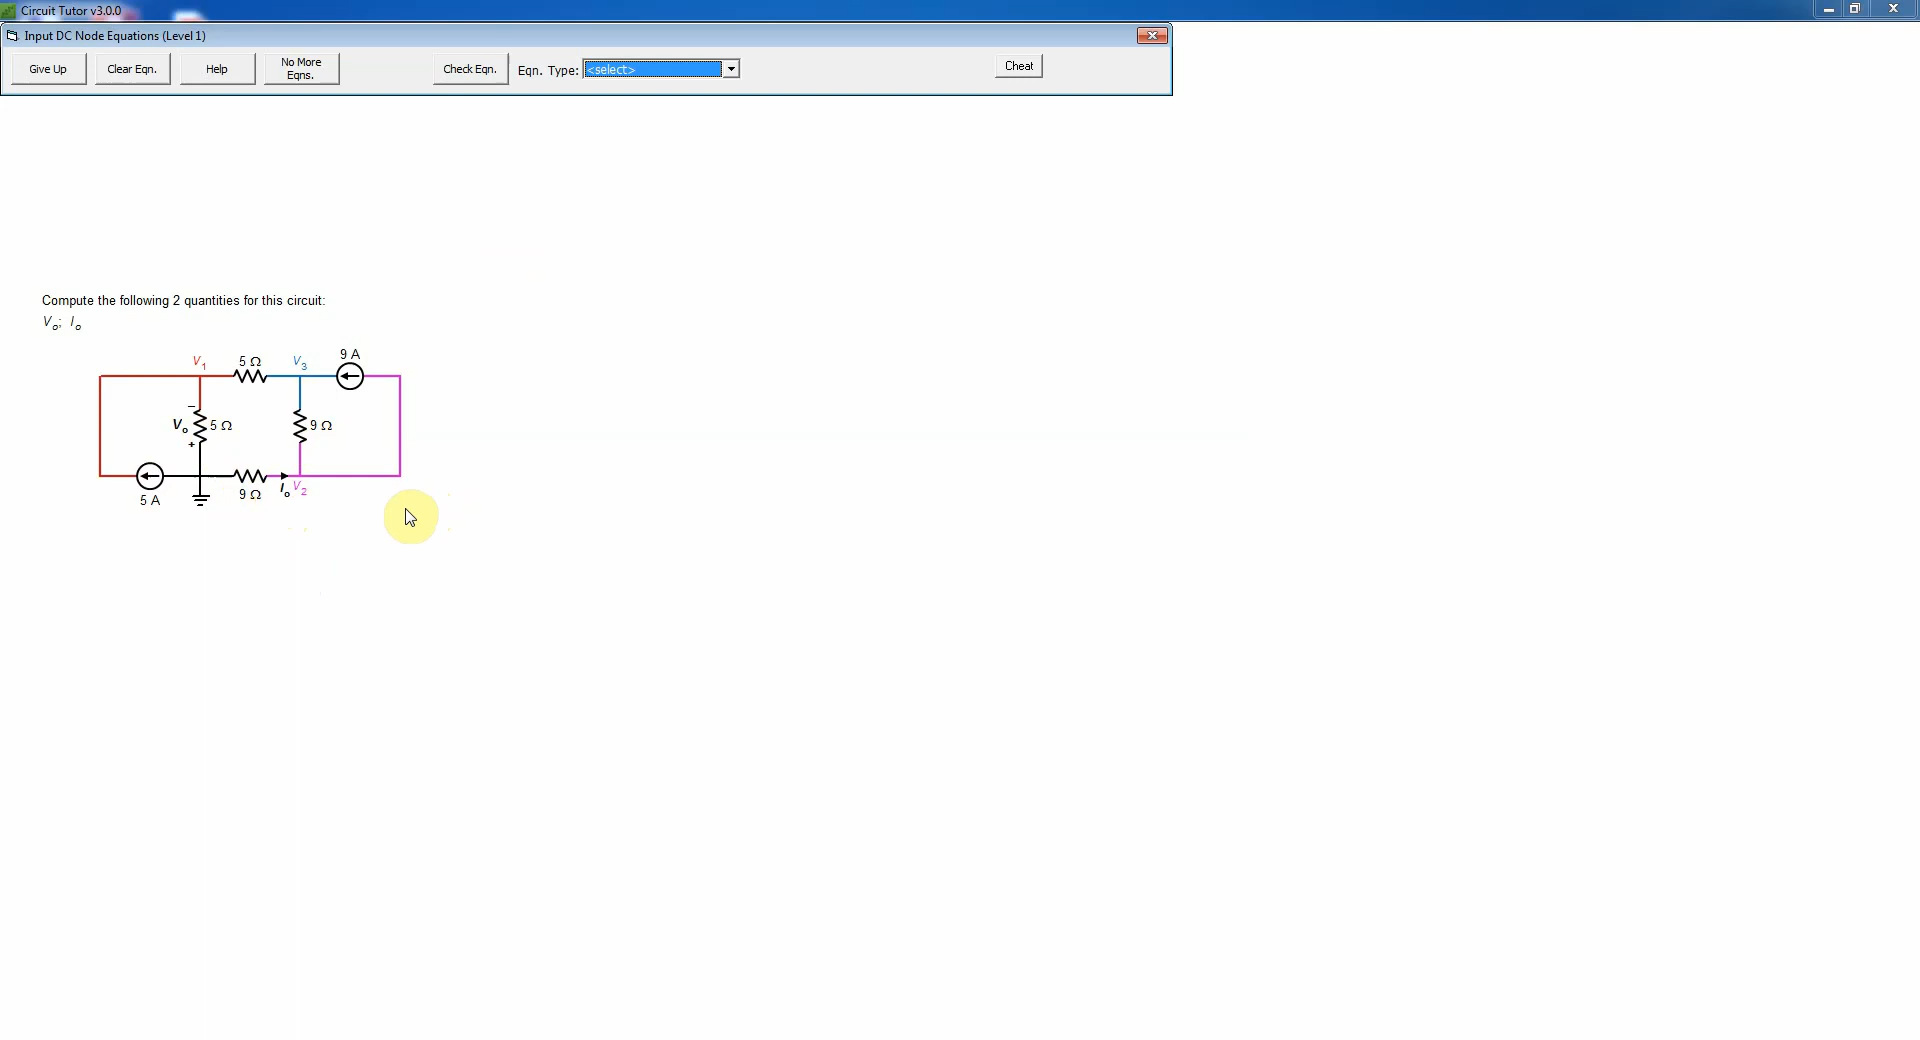 Circuit Tutor v3.0.0
Input DC Node Equations (Level 1)
Give Up
Clear Eqn.
Help
No More
Eqns.
Check Eqn.
Eqn. Type:
<select>
Cheat
Compute the following 2 quantities for this circuit:
Vo; Io
V1
5 Ω
V3
9 A
−
Vo
5 Ω
9 Ω
+
5 A
9 Ω
Io
V2